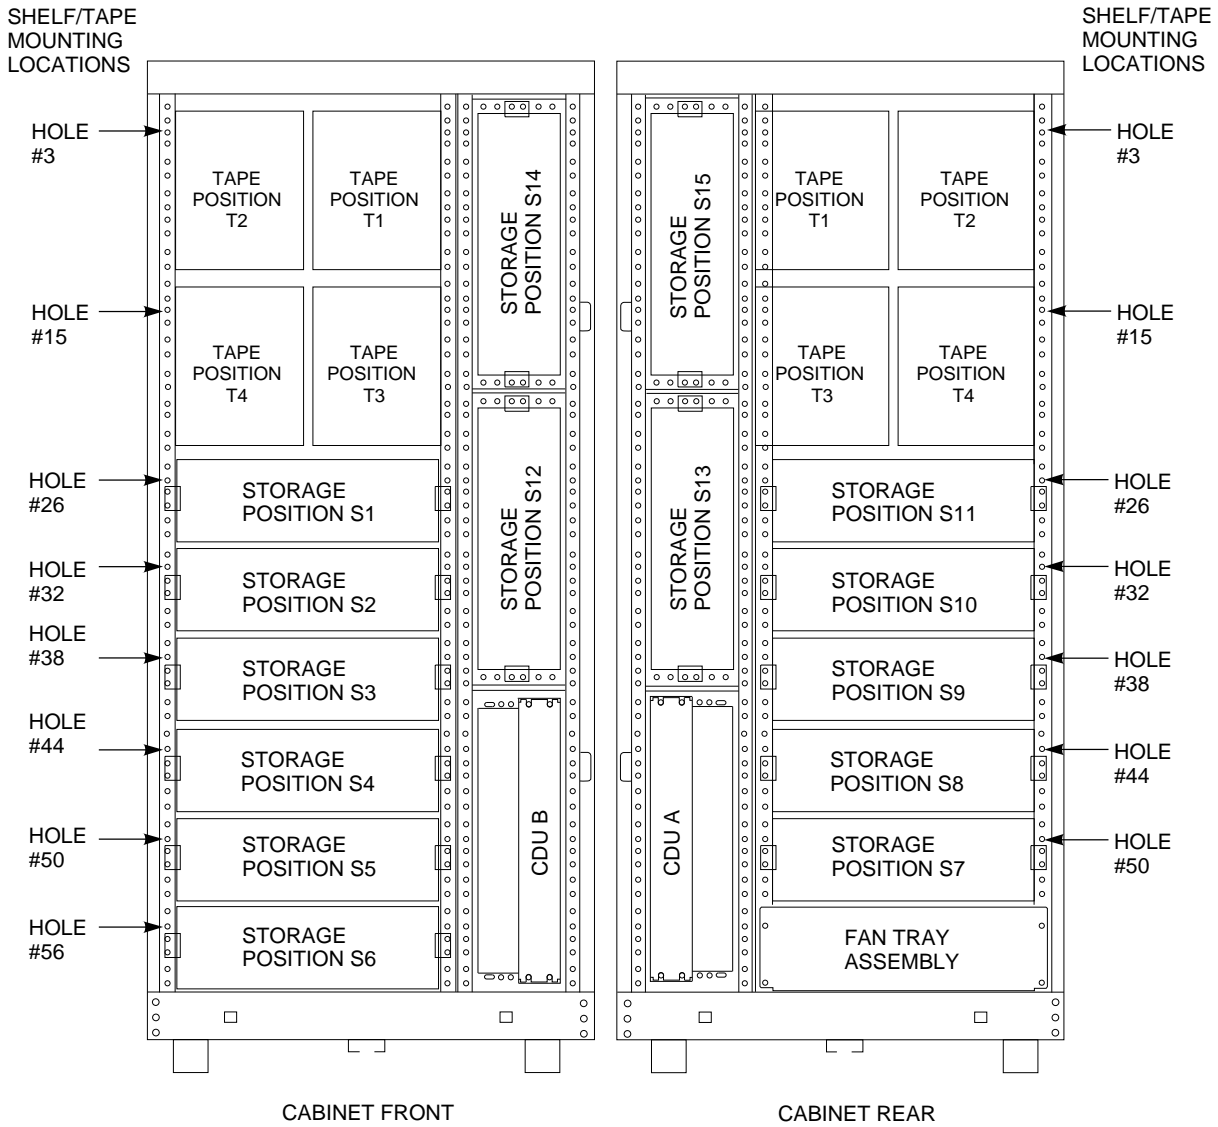 SHELF/TAPE
MOUNTING
LOCATIONS
SHELF/TAPE
MOUNTING
LOCATIONS
HOLE
#3
TAPE
POSITION
T2
TAPE
POSITION
T1
STORAGE
POSITION S14
STORAGE
POSITION S15
TAPE
POSITION
T1
TAPE
POSITION
T2
HOLE
#3
HOLE
#15
TAPE
POSITION
T4
TAPE
POSITION
T3
TAPE
POSITION
T3
TAPE
POSITION
T4
HOLE
#15
HOLE
#26
STORAGE
POSITION S1
STORAGE
POSITION S12
STORAGE
POSITION S13
STORAGE
POSITION S11
HOLE
#26
HOLE
#32
STORAGE
POSITION S2
STORAGE
POSITION S10
HOLE
#32
HOLE
#38
STORAGE
POSITION S3
STORAGE
POSITION S9
HOLE
#38
HOLE
#44
STORAGE
POSITION S4
STORAGE
POSITION S8
HOLE
#44
HOLE
#50
STORAGE
POSITION S5
CDU B
CDU A
STORAGE
POSITION S7
HOLE
#50
HOLE
#56
STORAGE
POSITION S6
FAN TRAY
ASSEMBLY
CABINET FRONT
CABINET REAR